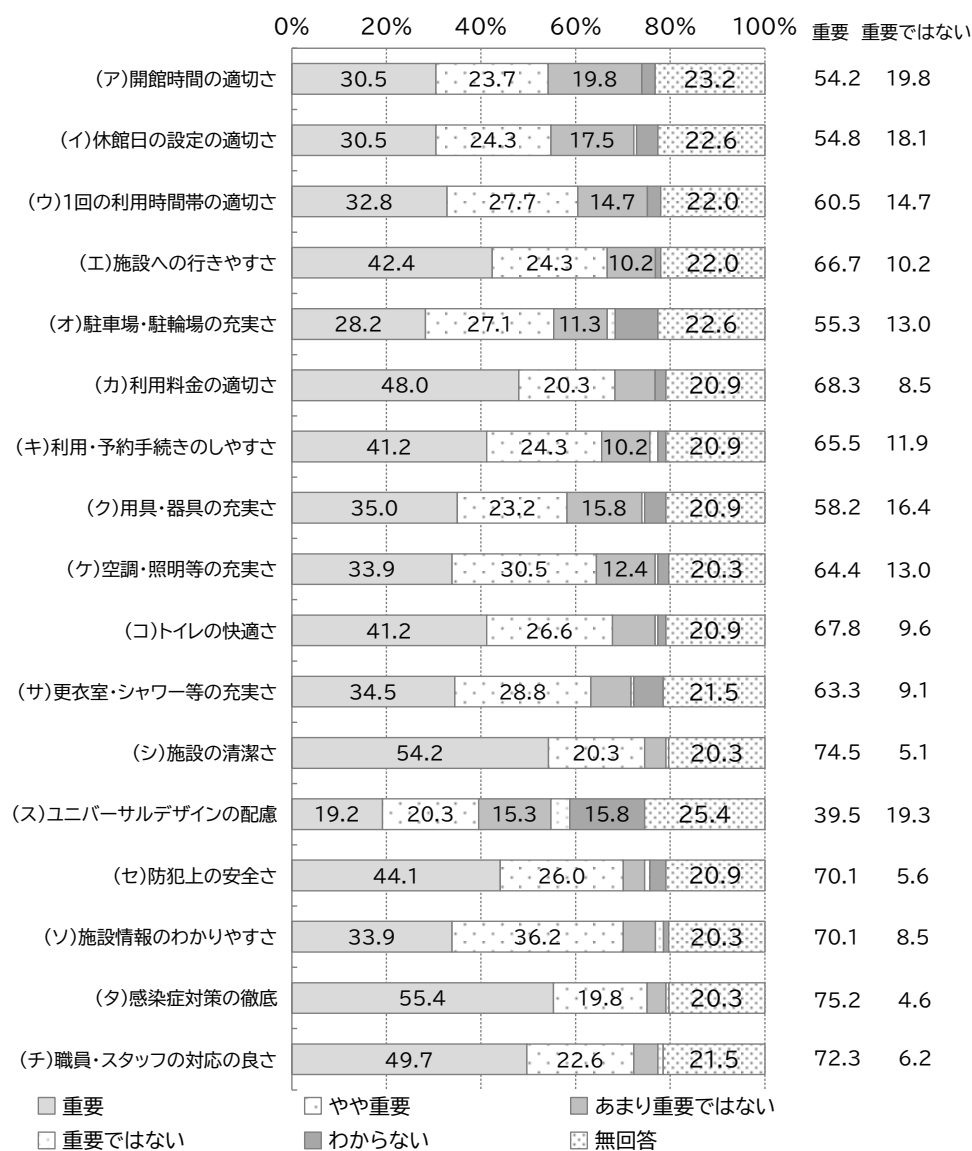 0% 20% 40% 60% 80% 100% 重要 重要ではない
(ア)開館時間の適切さ 30.5 23.7 19.8 23.2 54.2 19.8
(イ)休館日の設定の適切さ 30.5 24.3 17.5 22.6 54.8 18.1
(ウ)1回の利用時間帯の適切さ 32.8 27.7 14.7 22.0 60.5 14.7
(エ)施設への行きやすさ 42.4 24.3 10.2 22.0 66.7 10.2
(オ)駐車場・駐輪場の充実さ 28.2 27.1 11.3 22.6 55.3 13.0
(カ)利用料金の適切さ 48.0 20.3 20.9 68.3 8.5
(キ)利用・予約手続きのしやすさ 41.2 24.3 10.2 20.9 65.5 11.9
(ク)用具・器具の充実さ 35.0 23.2 15.8 20.9 58.2 16.4
(ケ)空調・照明等の充実さ 33.9 30.5 12.4 20.3 64.4 13.0
(コ)トイレの快適さ 41.2 26.6 20.9 67.8 9.6
(サ)更衣室・シャワー等の充実さ 34.5 28.8 21.5 63.3 9.1
(シ)施設の清潔さ 54.2 20.3 20.3 74.5 5.1
(ス)ユニバーサルデザインの配慮 19.2 20.3 15.3 15.8 25.4 39.5 19.3
(セ)防犯上の安全さ 44.1 26.0 20.9 70.1 5.6
(ソ)施設情報のわかりやすさ 33.9 36.2 20.3 70.1 8.5
(タ)感染症対策の徹底 55.4 19.8 20.3 75.2 4.6
(チ)職員・スタッフの対応の良さ 49.7 22.6 21.5 72.3 6.2
重要 やや重要 あまり重要ではない
重要ではない わからない 無回答